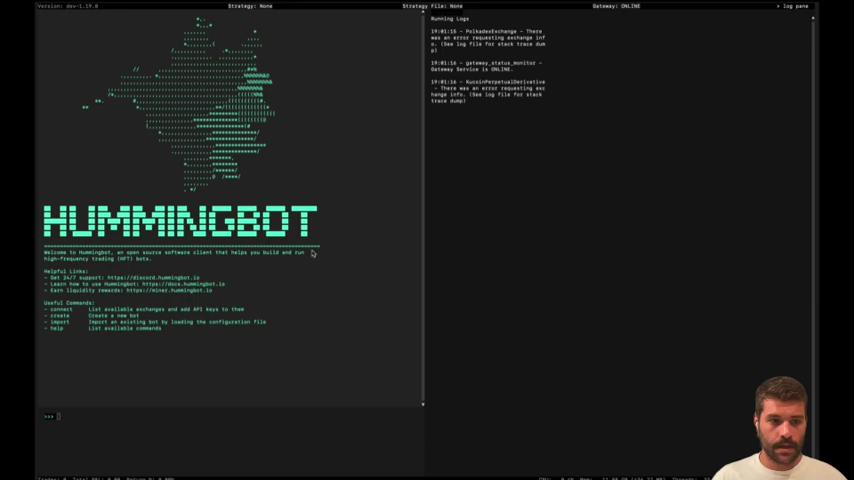 Version: dev-1.19.0
Strategy: None
Strategy File: None
Gateway: ONLINE
> log pane
HUMMINGBOT
Welcome to Hummingbot, an open source software client that helps you build and run
high-frequency trading (HFT) bots.
Helpful Links:
- Get 24/7 support: https://discord.hummingbot.io
- Learn how to use Hummingbot: https://docs.hummingbot.io
- Earn liquidity rewards: https://miner.hummingbot.io
Useful Commands:
- connect List available exchanges and add API keys to them
- create Create a new bot
- import Import an existing bot by loading the configuration file
- help List available commands
>>>
Running Logs
19:01:15 - PolkadexExchange - There
was an error requesting exchange inf
o. (See log file for stack trace dum
p)
19:01:16 - gateway_status_monitor -
Gateway Service is ONLINE.
19:01:16 - KucoinPerpetualDerivative
- There was an error requesting exc
hange info. (See log file for stack
trace dump)